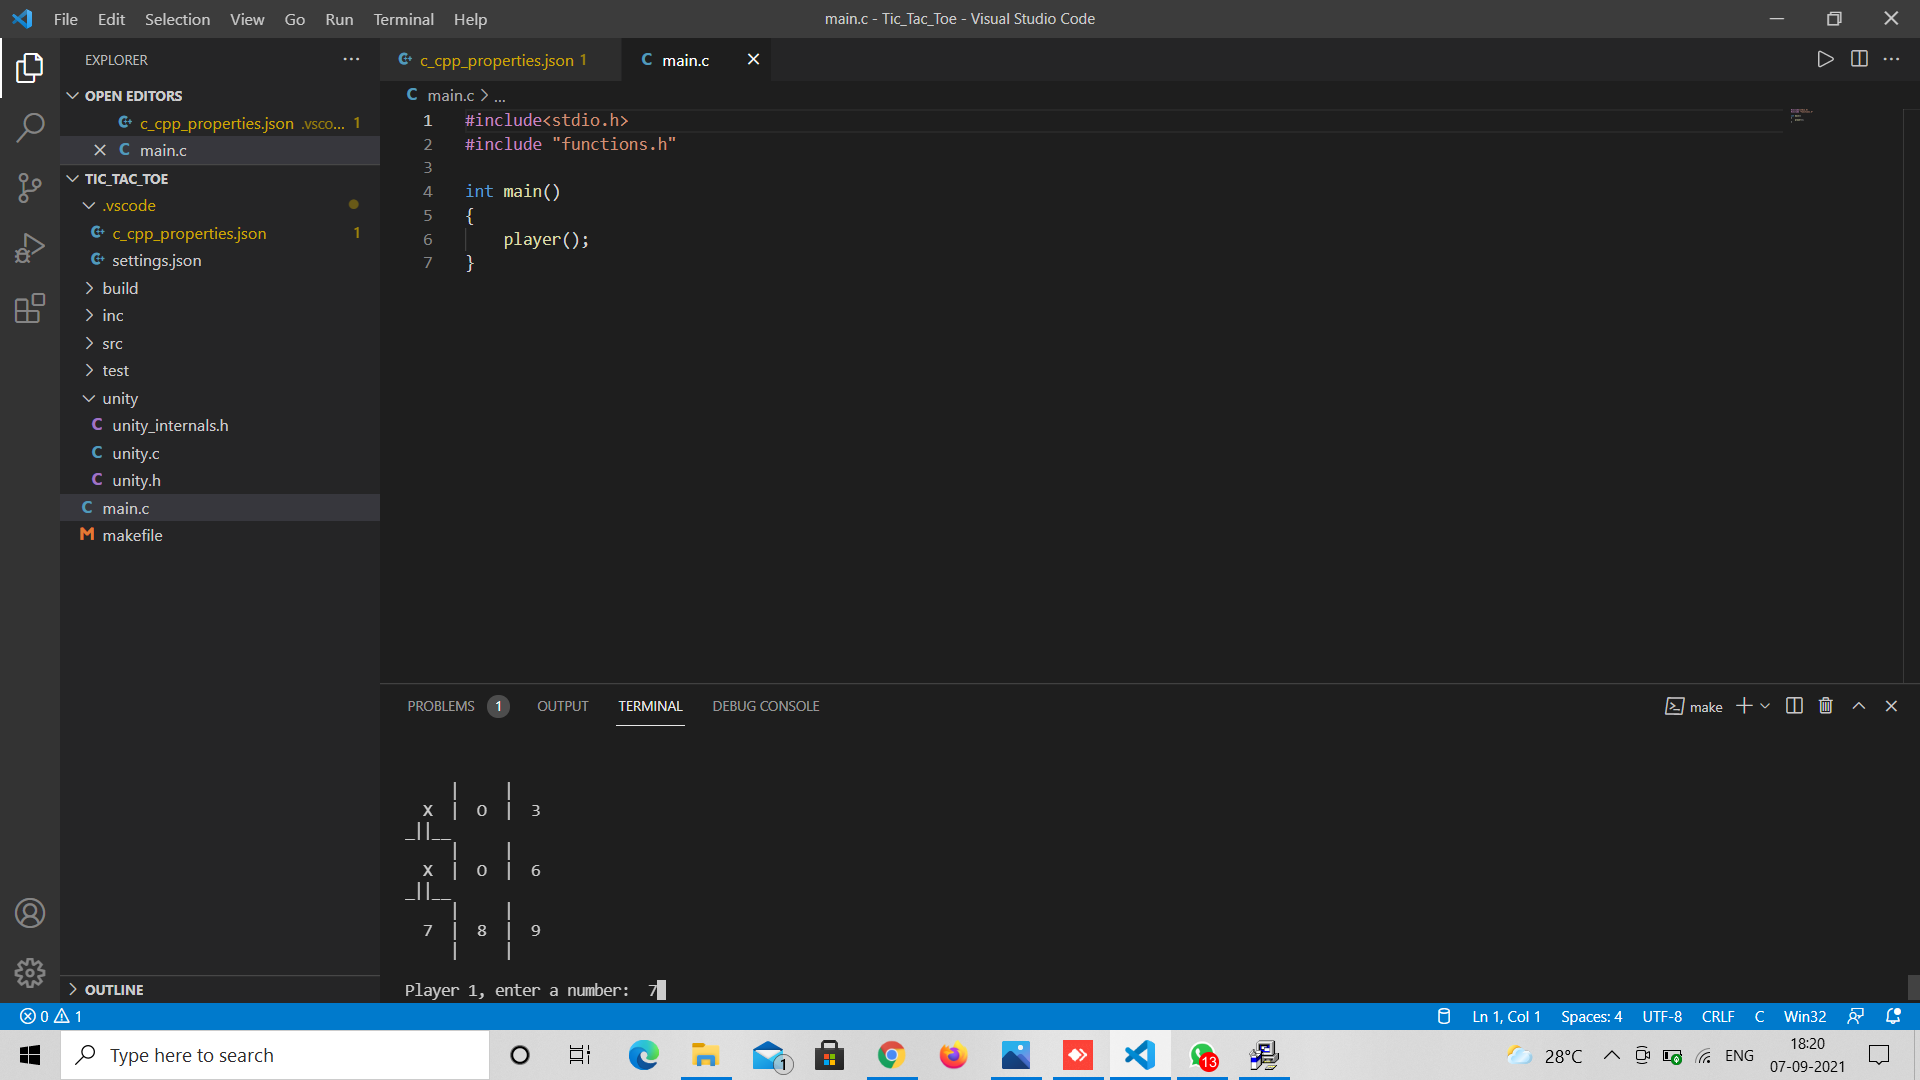 File Edit Selection View Go Run Terminal Help
main.c - Tic_Tac_Toe - Visual Studio Code
EXPLORER
OPEN EDITORS
c_cpp_properties.json .vsco... 1
main.c
TIC_TAC_TOE
.vscode
c_cpp_properties.json 1
settings.json
build
inc
src
test
unity
unity_internals.h
unity.c
unity.h
main.c
makefile
OUTLINE
c_cpp_properties.json 1
main.c
main.c > ...
1 #include<stdio.h>
2 #include "functions.h"
3
4 int main()
5 {
6 player();
7 }
PROBLEMS 1 OUTPUT TERMINAL DEBUG CONSOLE
make
| |
X | O | 3
_||__
| |
X | O | 6
_||__
| |
7 | 8 | 9
| |
Player 1, enter a number: 7
0 1
Ln 1, Col 1 Spaces: 4 UTF-8 CRLF C Win32
Type here to search
1
13
28°C
ENG
18:20
07-09-2021